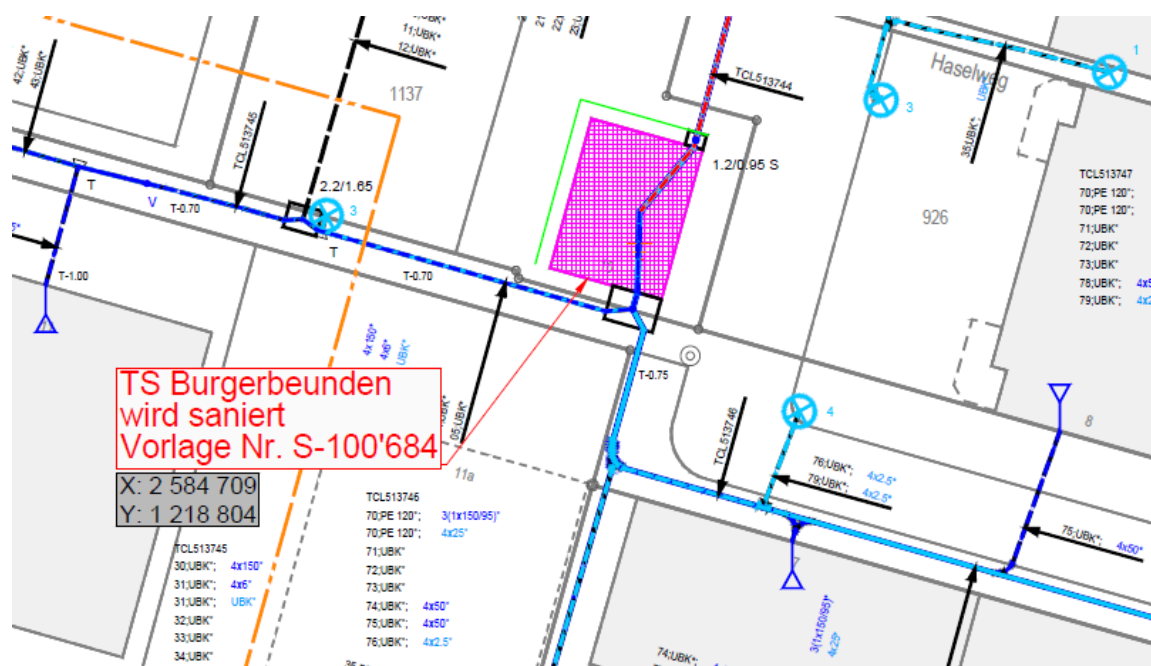 11;UBK"
12;UBK"
42;UBK"
43;UBK"
TCL513745
1137
TCL513744
1.2/0.95 S
Haselweg
1
3
35;UBK";
926
TCL513747
70;PE 120";
70;PE 120";
71;UBK"
72;UBK"
73;UBK"
78;UBK";
79;UBK";
2.2/1.65
3
T
V
T-0.70
T
T-0.70
T-1.00
4x150"
4x6"
UBK"
05;UBK"
TS Burgerbeunden
wird saniert
Vorlage Nr. S-100'684
X: 2 584 709
Y: 1 218 804
11a
T-0.75
TCL513746
4
8
76;UBK"; 4x2.5"
79;UBK"; 4x2.5"
75;UBK"; 4x50"
7
TCL513745
30;UBK"; 4x150"
31;UBK"; 4x6"
31;UBK"; UBK"
32;UBK"
33;UBK"
34;UBK"
TCL513746
70;PE 120"; 3(1x150/95)"
70;PE 120"; 4x25"
71;UBK"
72;UBK"
73;UBK"
74;UBK"; 4x50"
75;UBK"; 4x50"
76;UBK"; 4x2.5"
3(1x150/95)"
4x25"
74;UBK";